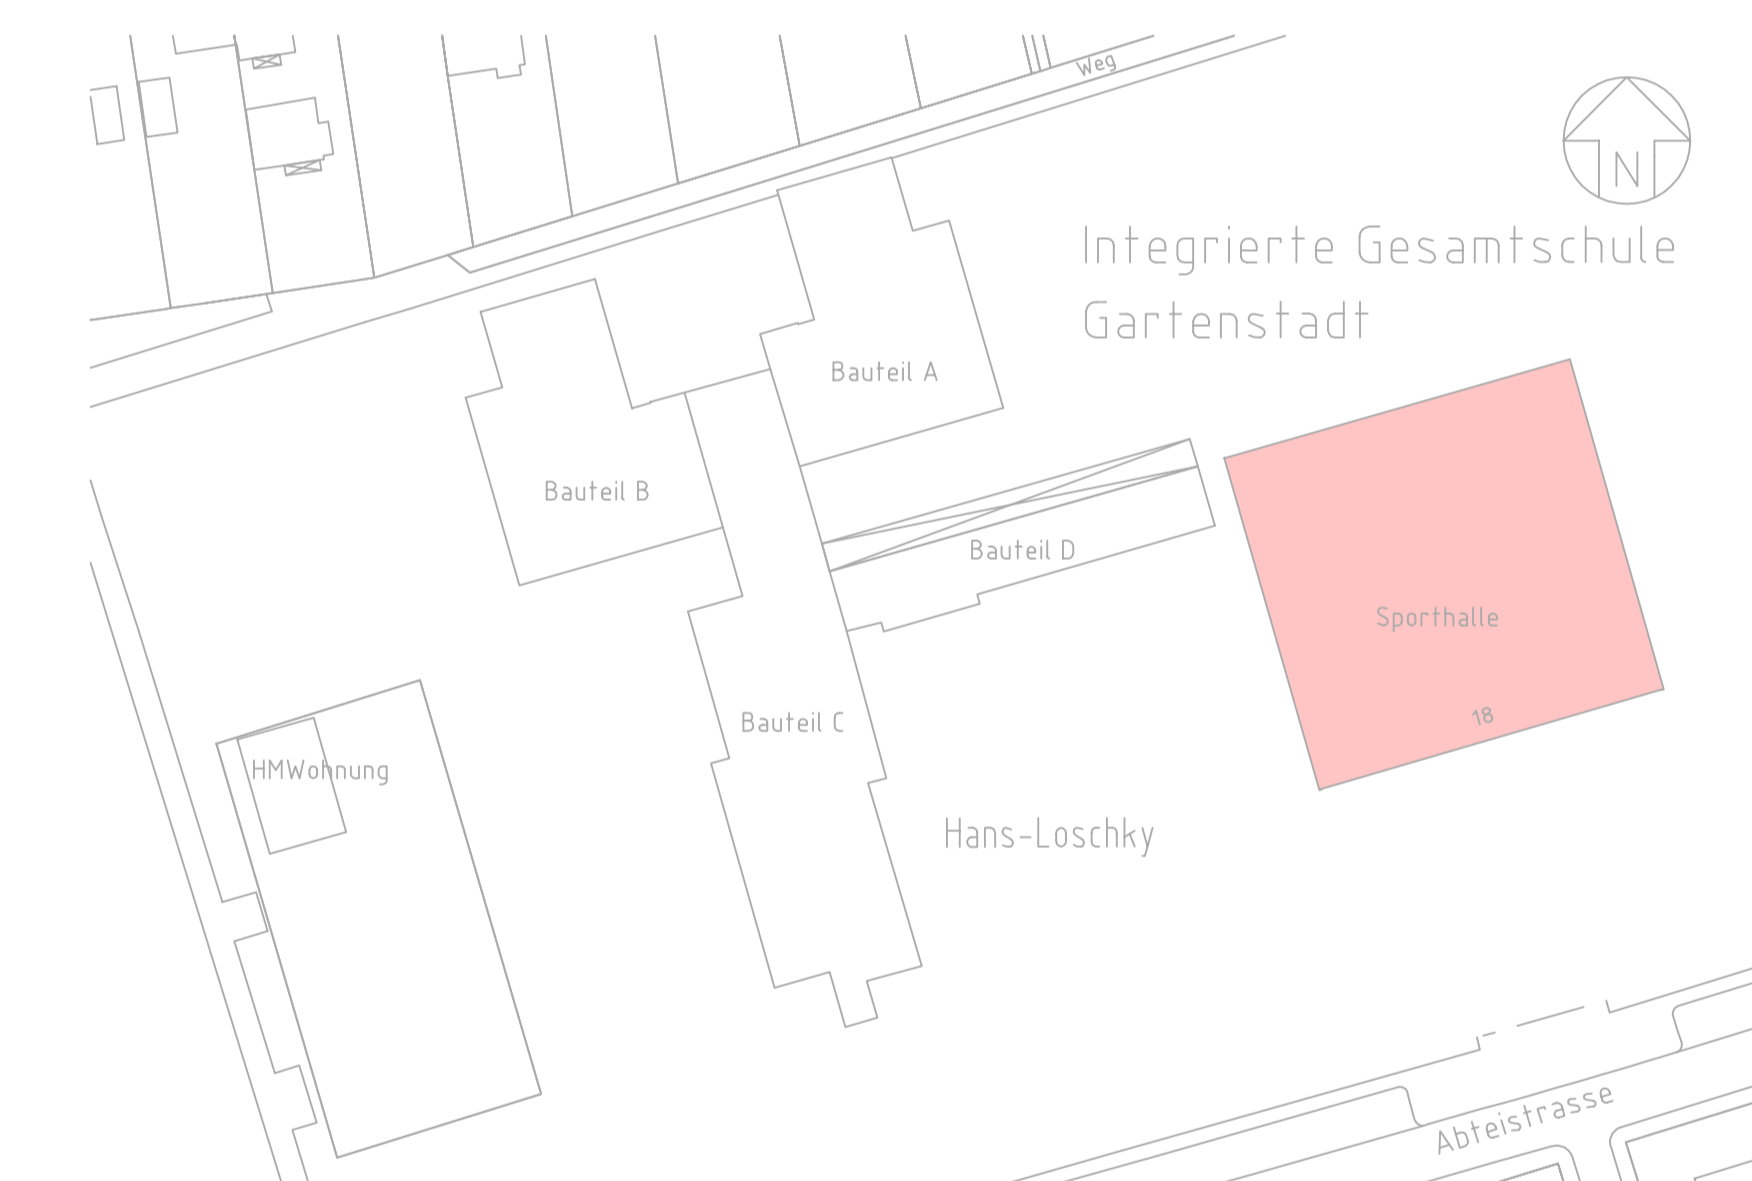 Weg
N
Integrierte Gesamtschule
Gartenstadt
Bauteil A
Bauteil B
Bauteil D
Sporthalle
18
Bauteil C
HMWohnung
Hans-Loschky
Abteistrasse